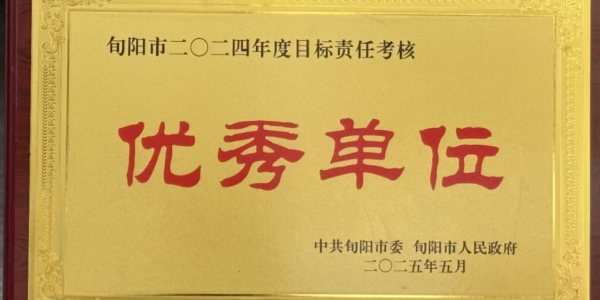 旬阳市二〇二四年度目标责任考核
优秀单位
中共旬阳市委 旬阳市人民政府
二〇二五年五月